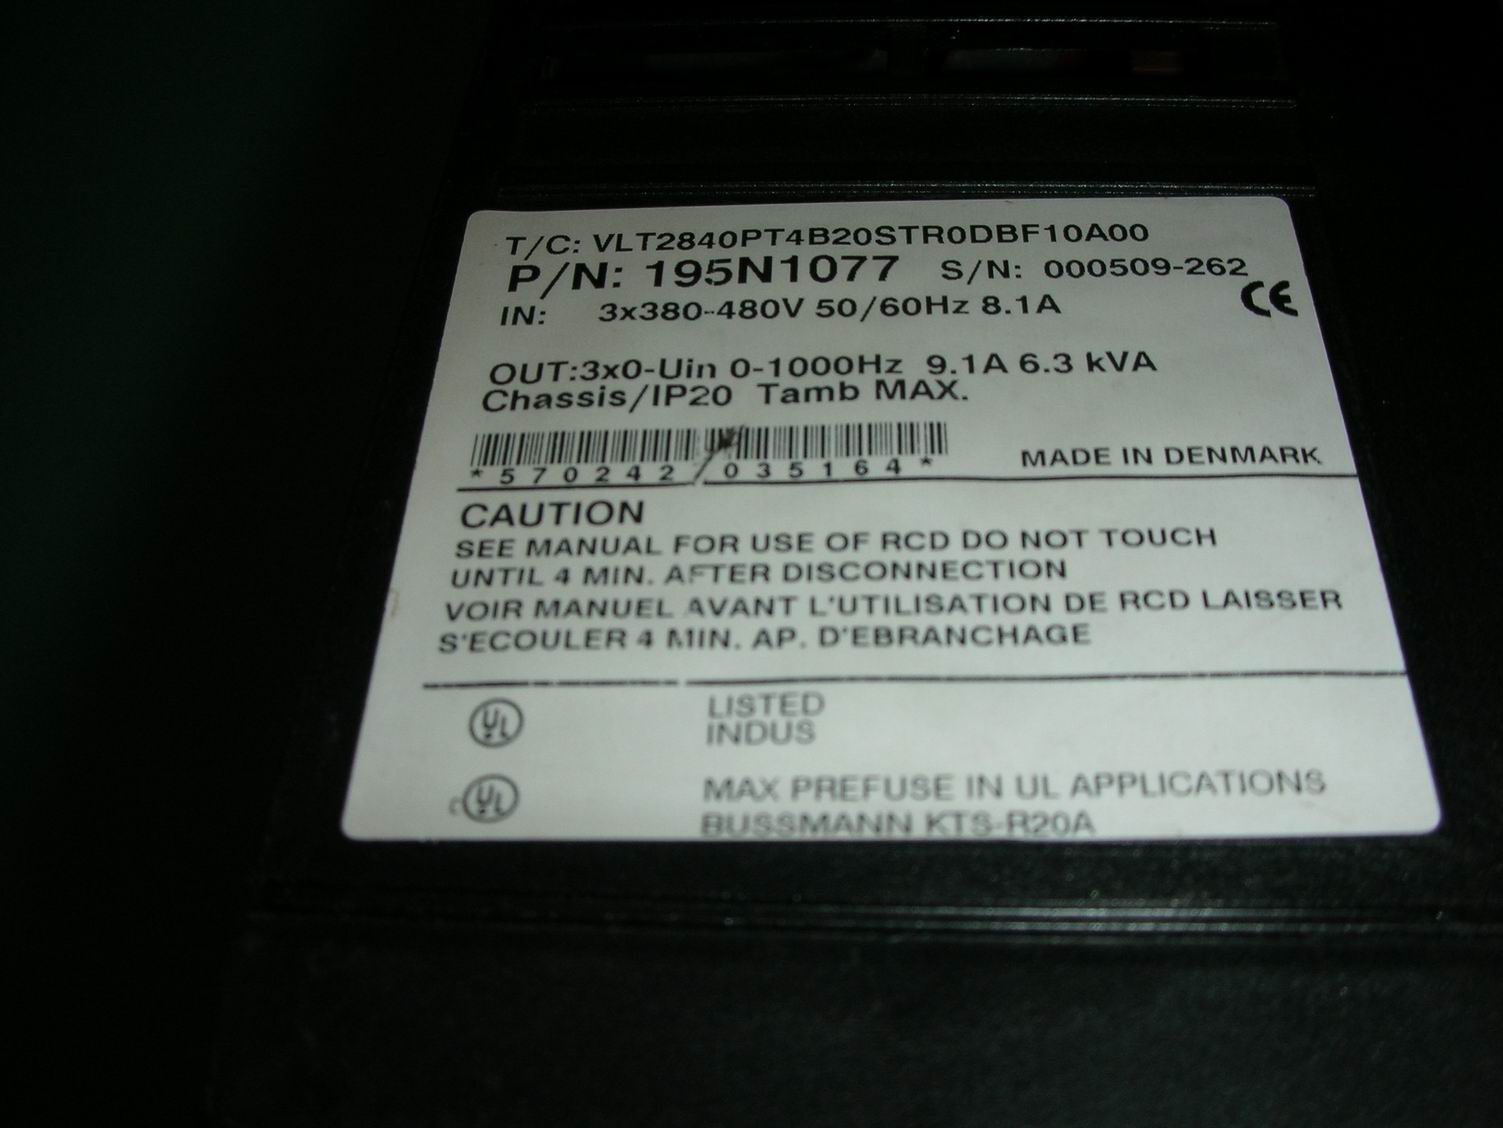 T/C: VLT2840PT4B20STR0DBF10A00
P/N: 195N1077 S/N: 000509-262
IN: 3x380-480V 50/60Hz 8.1A CE
OUT:3x0-Uin 0-1000Hz 9.1A 6.3 kVA
Chassis/IP20 Tamb MAX.
*570242/035164* MADE IN DENMARK
CAUTION
SEE MANUAL FOR USE OF RCD DO NOT TOUCH
UNTIL 4 MIN. AFTER DISCONNECTION
VOIR MANUEL AVANT L'UTILISATION DE RCD LAISSER
S'ECOULER 4 MIN. AP. D'EBRANCHAGE
UL LISTED
INDUS
c UL MAX PREFUSE IN UL APPLICATIONS
BUSSMANN KTS-R20A